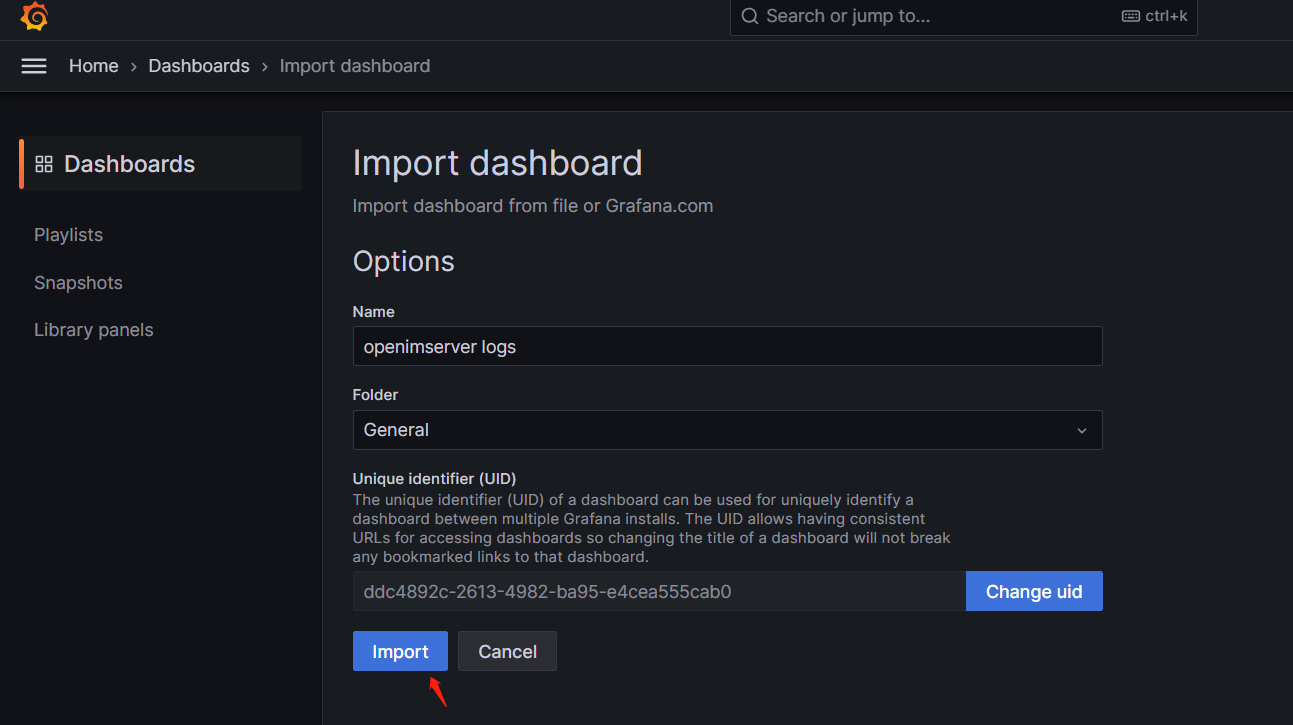 Search or jump to...
ctrl+k
Home › Dashboards › Import dashboard
Dashboards
Playlists
Snapshots
Library panels
Import dashboard
Import dashboard from file or Grafana.com
Options
Name
openimserver logs
Folder
General
Unique identifier (UID)
The unique identifier (UID) of a dashboard can be used for uniquely identify a
dashboard between multiple Grafana installs. The UID allows having consistent
URLs for accessing dashboards so changing the title of a dashboard will not break
any bookmarked links to that dashboard.
ddc4892c-2613-4982-ba95-e4cea555cab0
Change uid
Import
Cancel